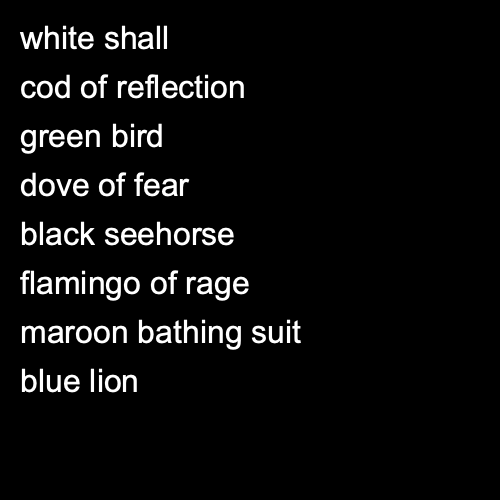 white shall
cod of reflection
green bird
dove of fear
black seehorse
flamingo of rage
maroon bathing suit
blue lion